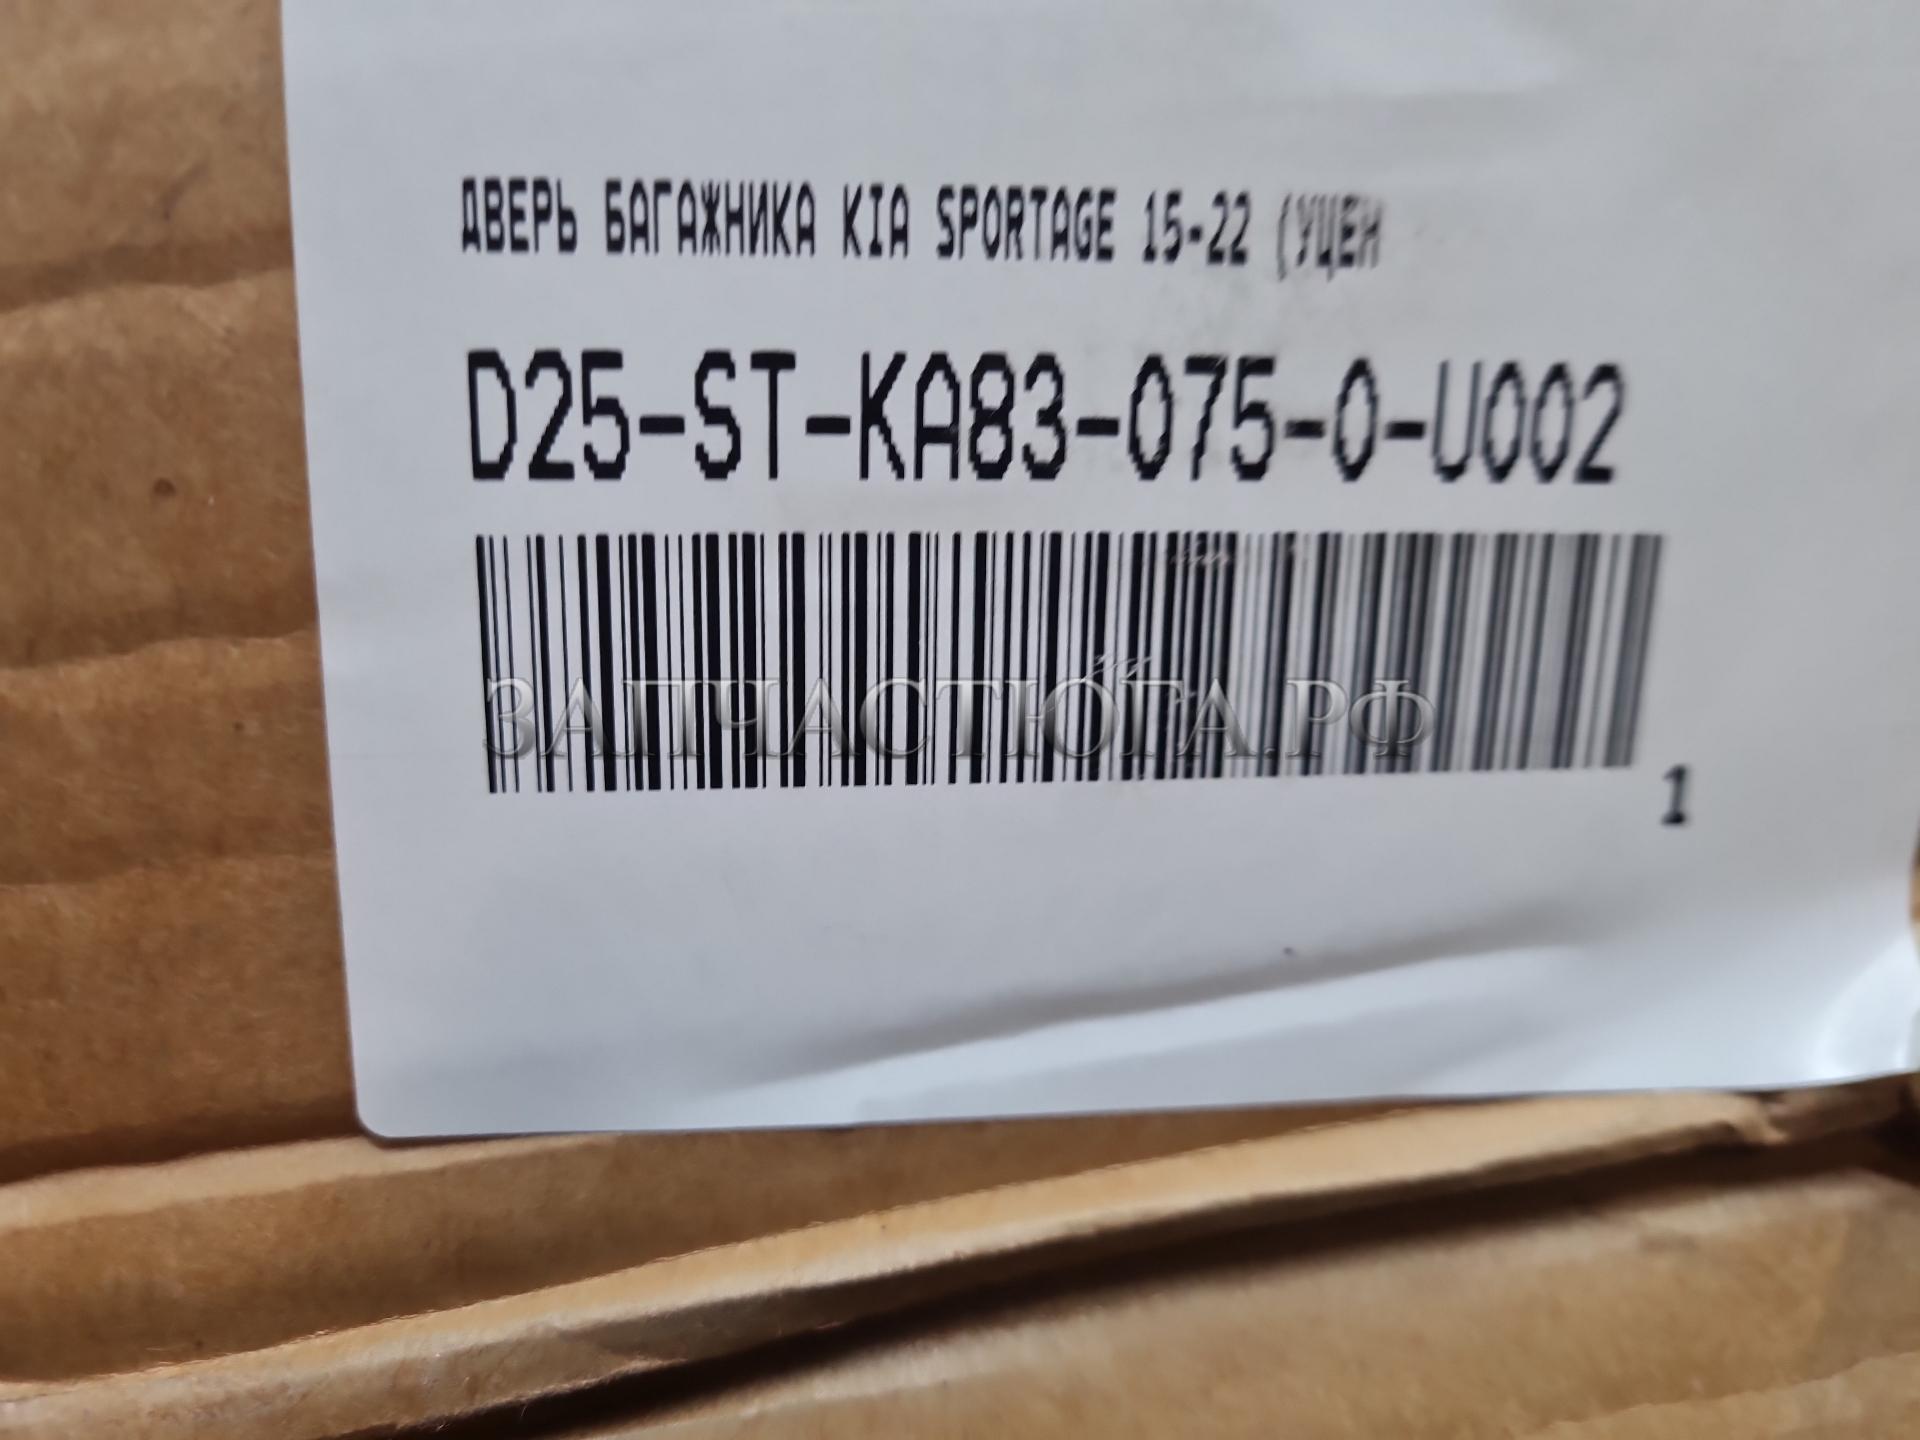 ДВЕРЬ БАГАЖНИКА KIA SPORTAGE 15-22 (УЦЕН
D25-ST-KA83-075-0-U002
ЗАПЧАСТЮГА.РФ
1